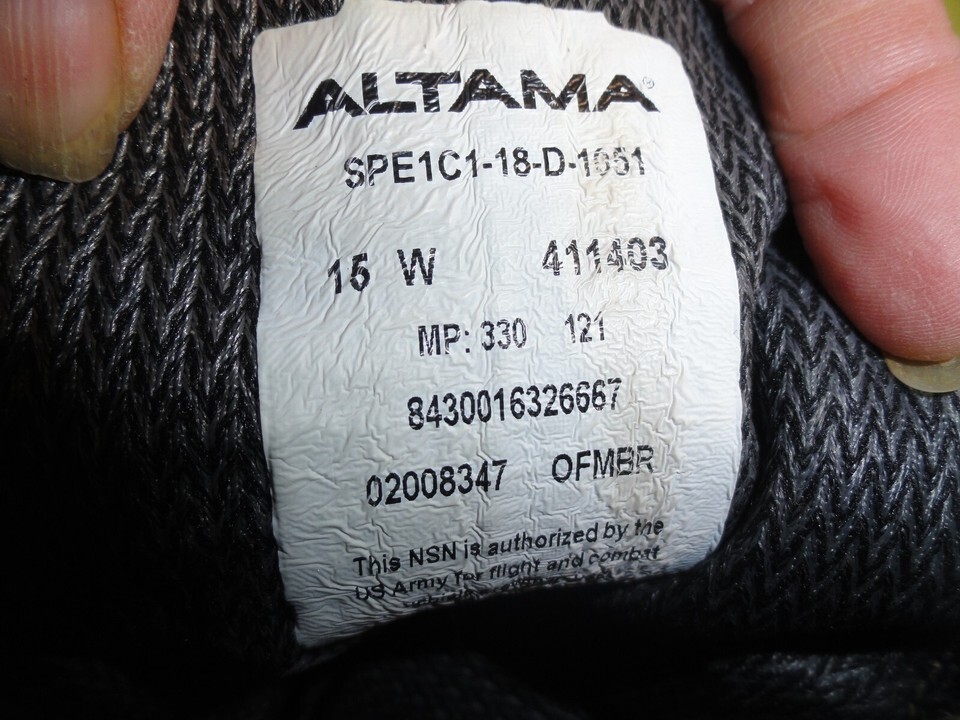 ALTAMA®
SPE1C1-18-D-1051
15 W 411403
MP: 330 121
8430016326667
02008347 OFMBR
This NSN is authorized by the
US Army for flight and combat